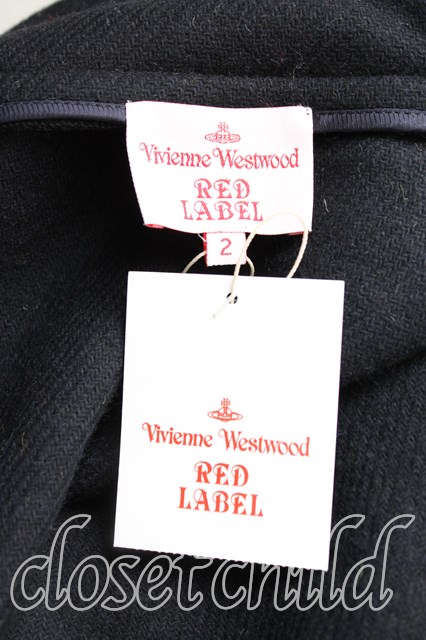 Vivienne Westwood
RED
LABEL
2
Vivienne Westwood
RED
LABEL
closetchild